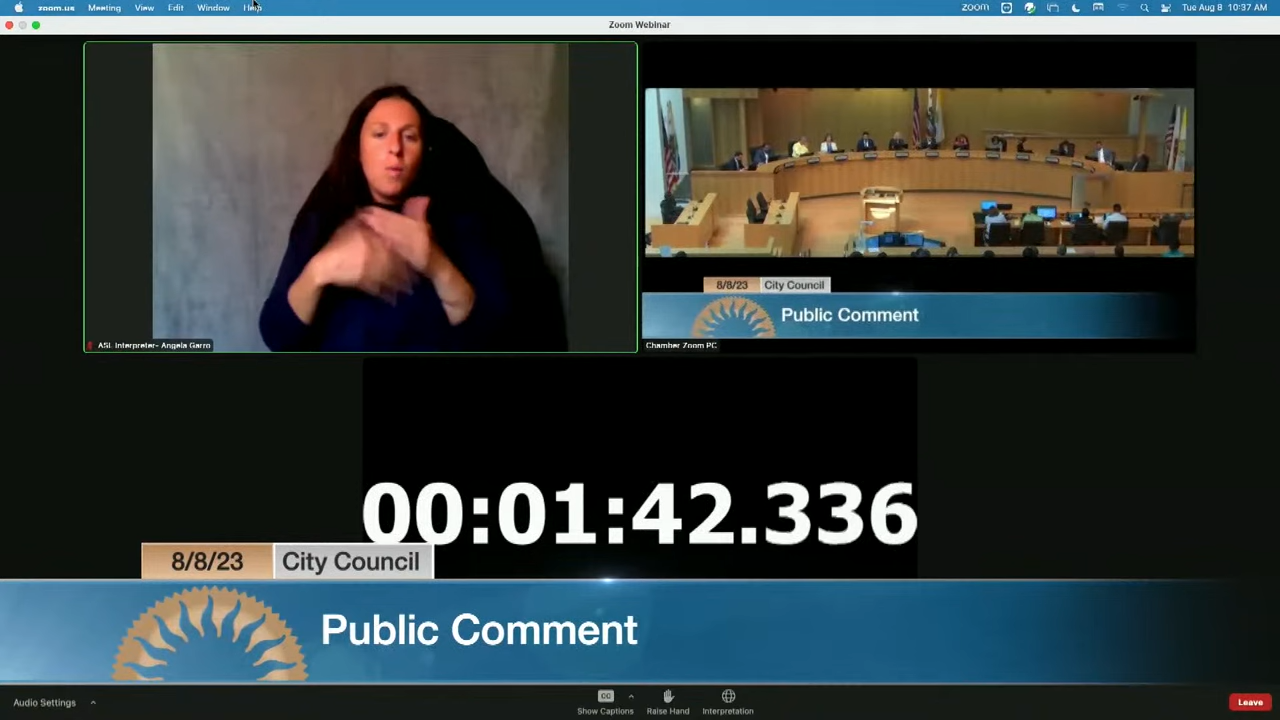 zoom.us Meeting View Edit Window Help
ZOOM Tue Aug 8 10:37 AM
Zoom Webinar
ASL Interpreter- Angela Garro
8/8/23 City Council
Public Comment
Chamber Zoom PC
00:01:42.336
8/8/23 City Council
Public Comment
Audio Settings
CC
Show Captions
Raise Hand
Interpretation
Leave